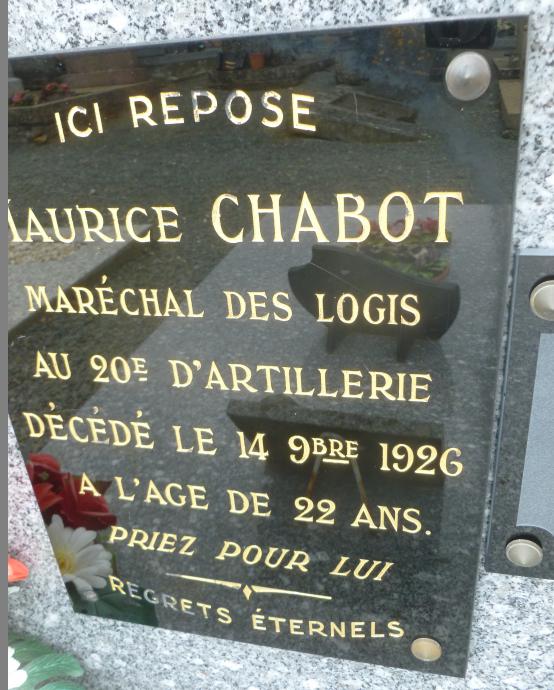 ICI REPOSE
MAURICE CHABOT
MARÉCHAL DES LOGIS
AU 20E D'ARTILLERIE
DÉCÉDÉ LE 14 9BRE 1926
A L'AGE DE 22 ANS.
PRIEZ POUR LUI
REGRETS ÉTERNELS